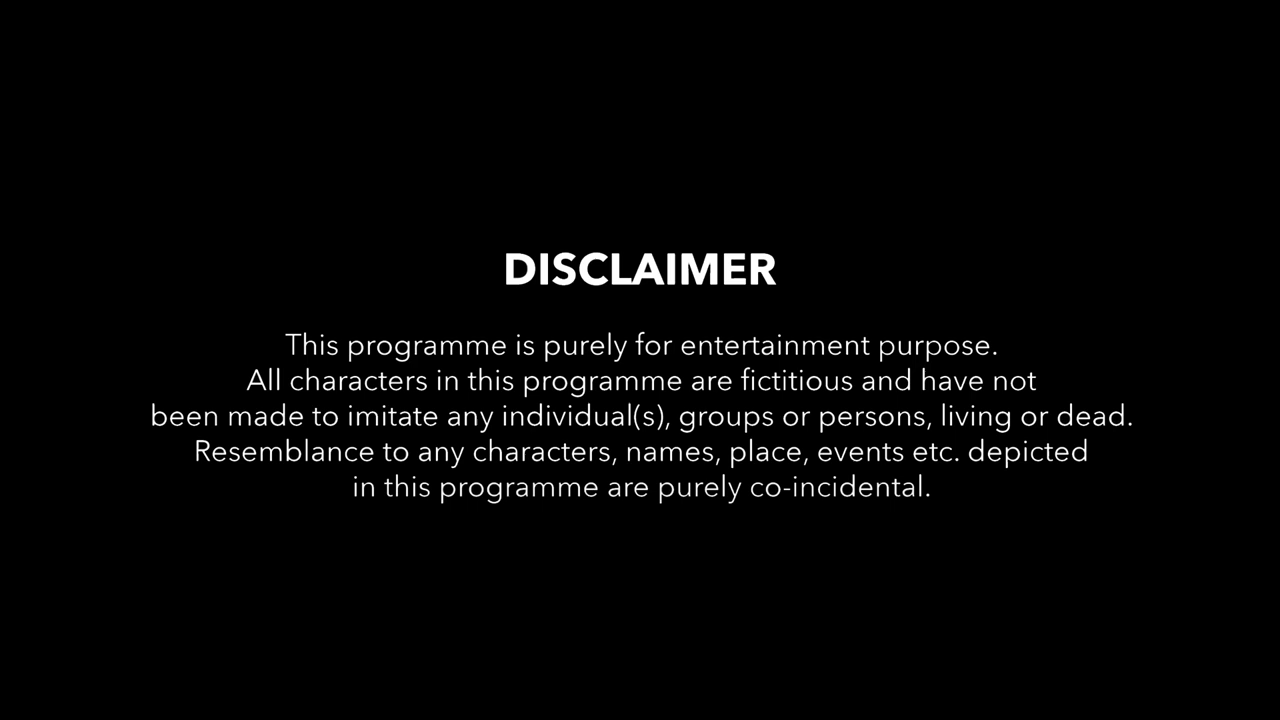 DISCLAIMER
This programme is purely for entertainment purpose.
All characters in this programme are fictitious and have not
been made to imitate any individual(s), groups or persons, living or dead.
Resemblance to any characters, names, place, events etc. depicted
in this programme are purely co-incidental.